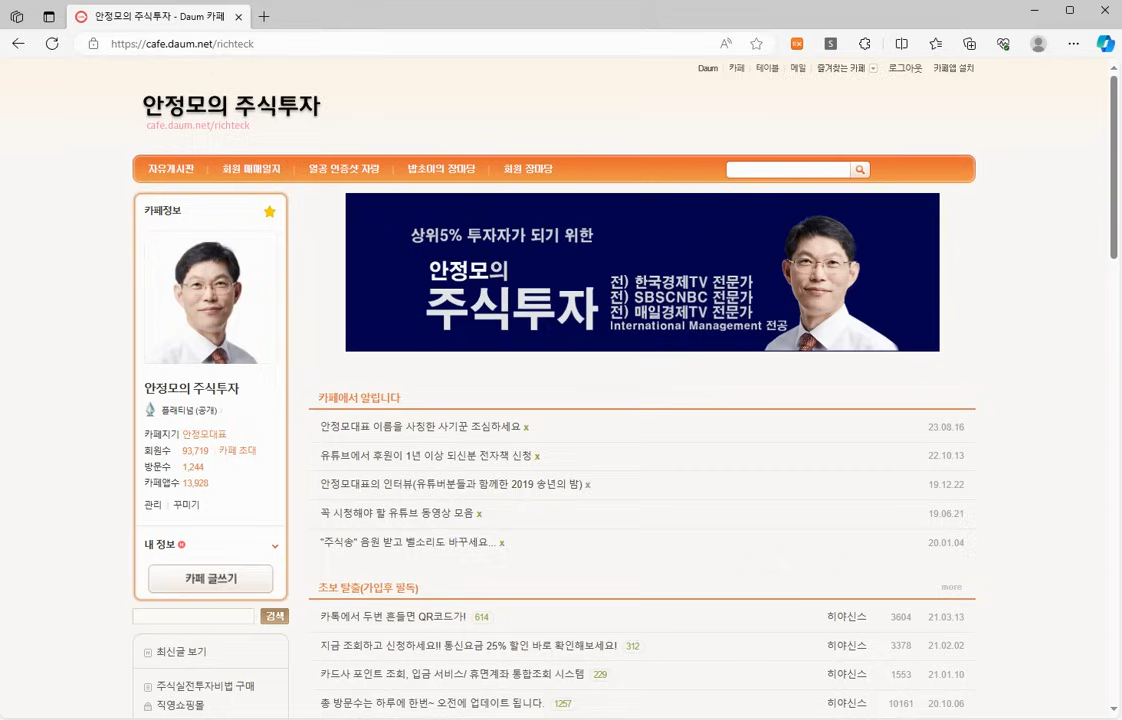 안정모의 주식투자 - Daum 카페
https://cafe.daum.net/richteck
Daum 카페 테이블 메일 즐겨찾는 카페 로그아웃 카페앱 설치
안정모의 주식투자
cafe.daum.net/richteck
자유게시판 회원 매매일지 열공 인증샷 자랑 밥초이의 장마당 회원 장마당
카페정보
상위5% 투자자가 되기 위한
안정모의
주식투자
전) 한국경제TV 전문가
전) SBSCNBC 전문가
전) 매일경제TV 전문가
International Management 전공
안정모의 주식투자
플래티넘 (공개)
카페지기 안정모대표
회원수 93,719 카페 초대
방문수 1,244
카페앱수 13,928
관리 꾸미기
내 정보
카페 글쓰기
검색
최신글 보기
주식실전투자비법 구매
직영쇼핑몰
카페에서 알립니다
안정모대표 이름을 사칭한 사기꾼 조심하세요 x 23.08.16
유튜브에서 후원이 1년 이상 되신분 전자책 신청 x 22.10.13
안정모대표의 인터뷰(유튜버분들과 함께한 2019 송년의 밤) x 19.12.22
꼭 시청해야 할 유튜브 동영상 모음 x 19.06.21
"주식송" 음원 받고 벨소리도 바꾸세요... x 20.01.04
초보 탈출(가입후 필독) more
카톡에서 두번 흔들면 QR코드가! 614 히야신스 3604 21.03.13
지금 조회하고 신청하세요!! 통신요금 25% 할인 바로 확인해보세요! 312 히야신스 3378 21.02.02
카드사 포인트 조회, 입금 서비스/ 휴면계좌 통합조회 시스템 229 히야신스 1553 21.01.10
총 방문수는 하루에 한번~ 오전에 업데이트 됩니다. 1257 히야신스 10161 20.10.06